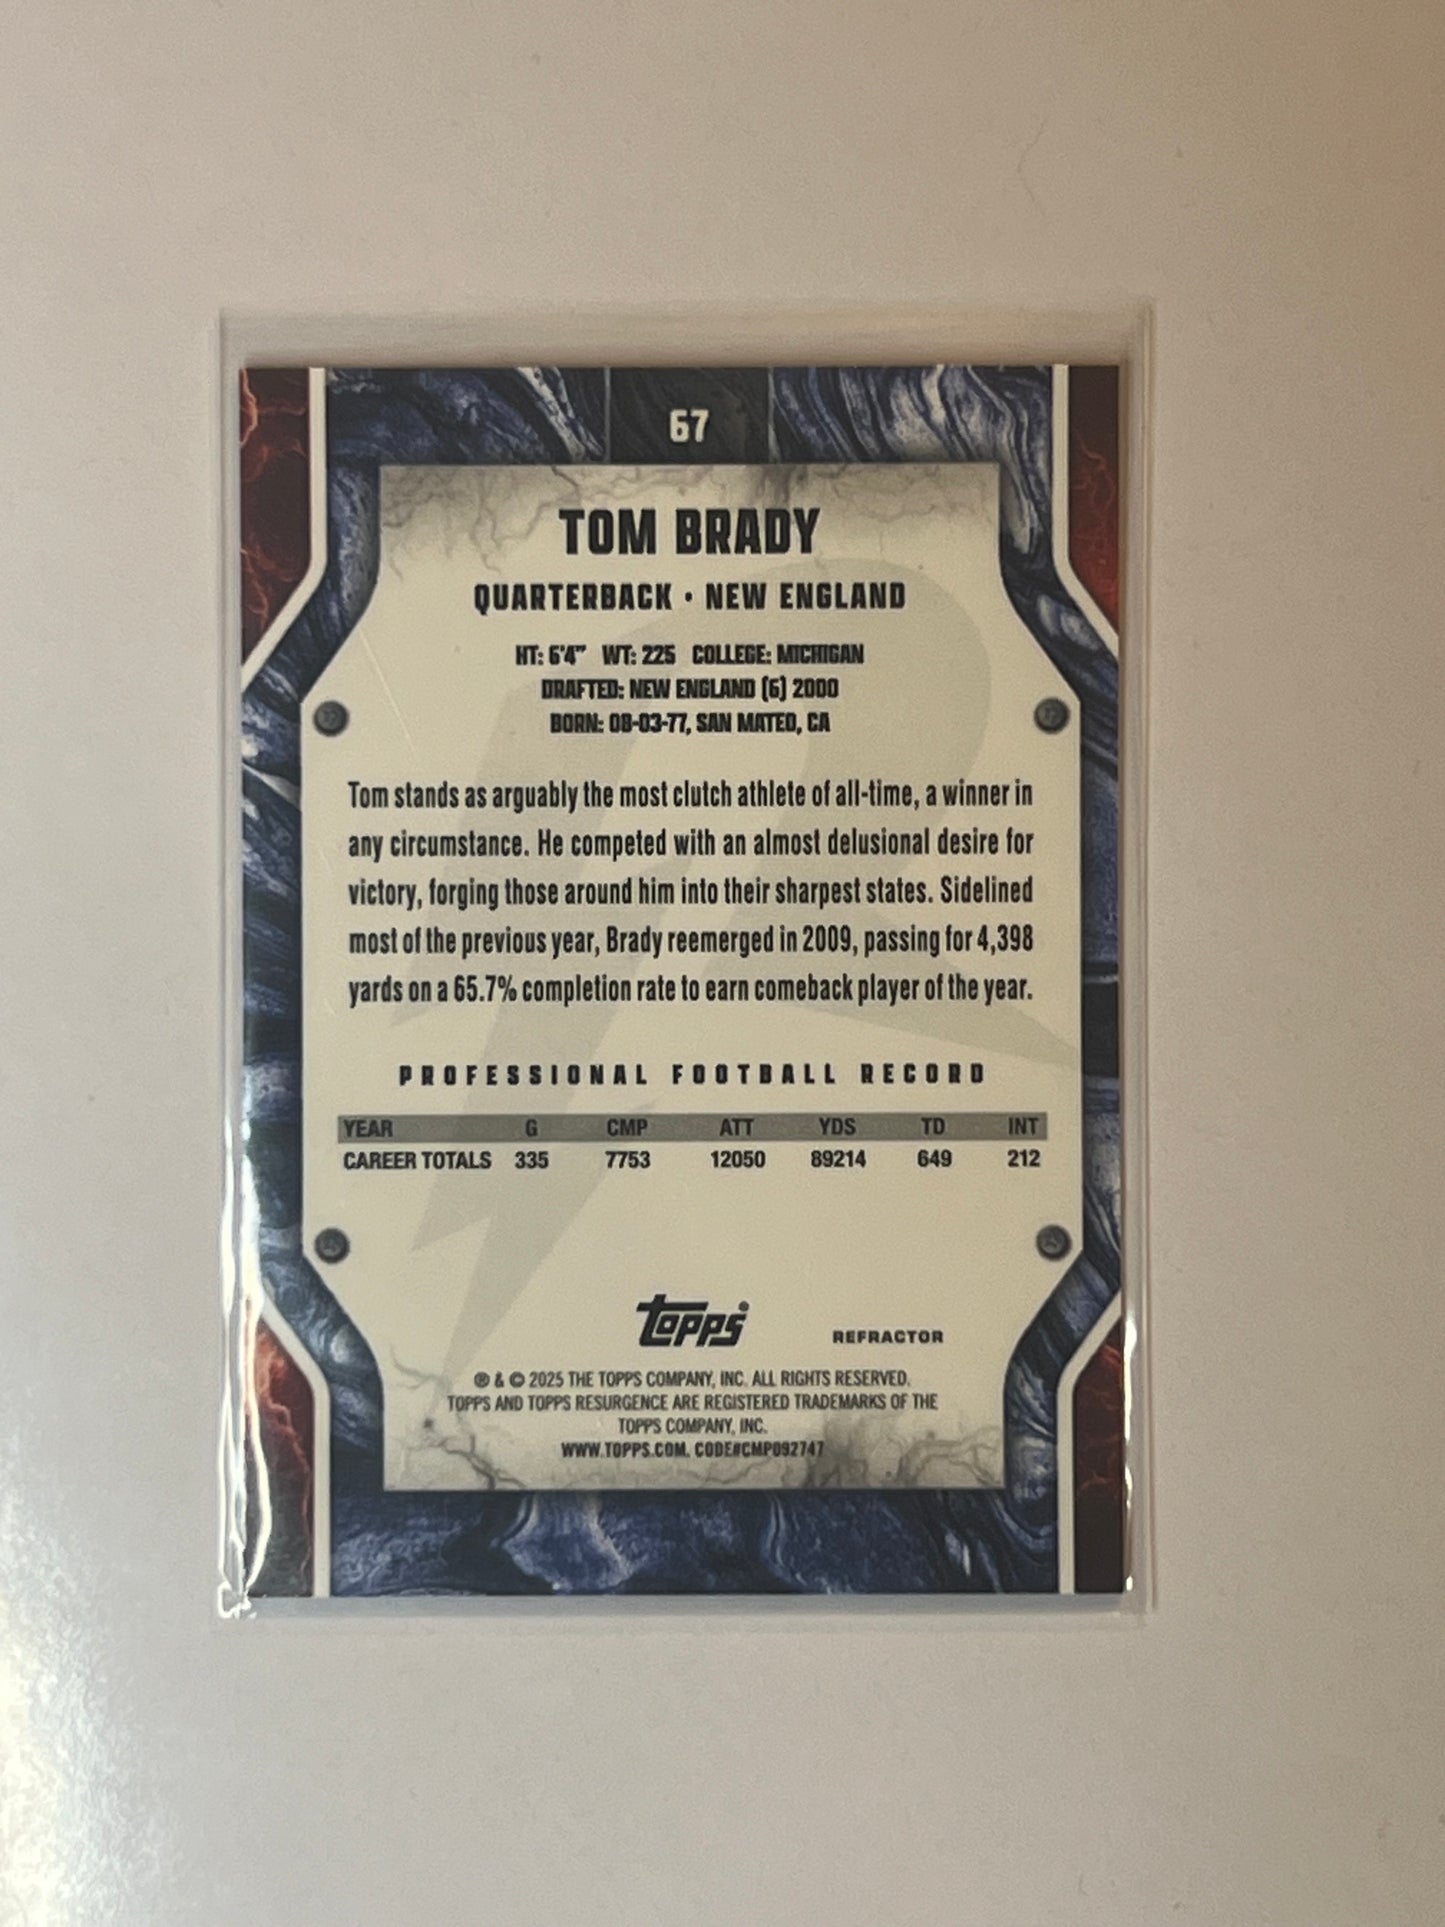 67
TOM BRADY
QUARTERBACK • NEW ENGLAND
HT: 6'4" WT: 225 COLLEGE: MICHIGAN
DRAFTED: NEW ENGLAND (6) 2000
BORN: 08-03-77, SAN MATEO, CA
Tom stands as arguably the most clutch athlete of all-time, a winner in
any circumstance. He competed with an almost delusional desire for
victory, forging those around him into their sharpest states. Sidelined
most of the previous year, Brady reemerged in 2009, passing for 4,398
yards on a 65.7% completion rate to earn comeback player of the year.
PROFESSIONAL FOOTBALL RECORD
YEAR G CMP ATT YDS TD INT
CAREER TOTALS 335 7753 12050 89214 649 212
topps
REFRACTOR
® & © 2025 THE TOPPS COMPANY, INC. ALL RIGHTS RESERVED.
TOPPS AND TOPPS RESURGENCE ARE REGISTERED TRADEMARKS OF THE
TOPPS COMPANY, INC.
WWW.TOPPS.COM. CODE#CMP092747